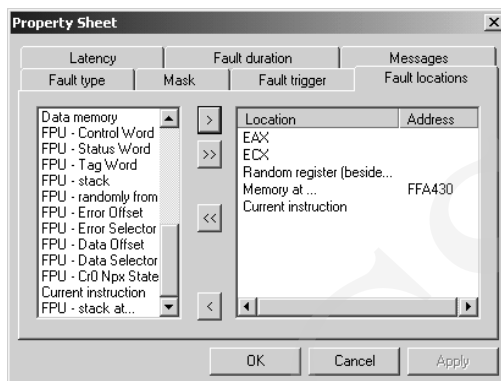 Property Sheet
Latency Fault duration Messages
Fault type Mask Fault trigger Fault locations
Data memory
FPU - Control Word
FPU - Status Word
FPU - Tag Word
FPU - stack
FPU - randomly from
FPU - Error Offset
FPU - Error Selector
FPU - Data Offset
FPU - Data Selector
FPU - Cr0 Npx State
Current instruction
FPU - stack at...
>
>>
<<
<
Location Address
EAX
ECX
Random register (beside...
Memory at ... FFA430
Current instruction
OK Cancel Apply